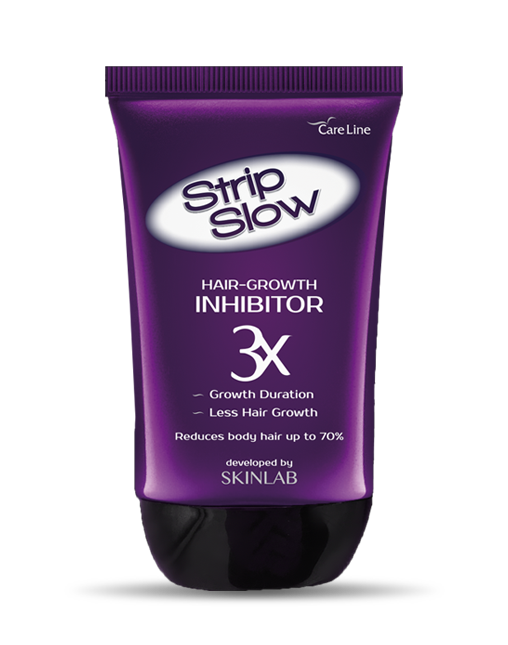 Care Line
Strip
Slow
HAIR-GROWTH
INHIBITOR
3x
– Growth Duration
– Less Hair Growth
Reduces body hair up to 70%
developed by
SKINLAB